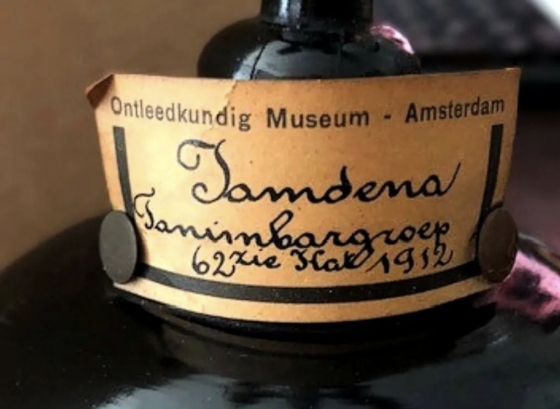 Ontleedkundig Museum - Amsterdam
Jamdena
Tanimbargroep
62 zie Kat 1912